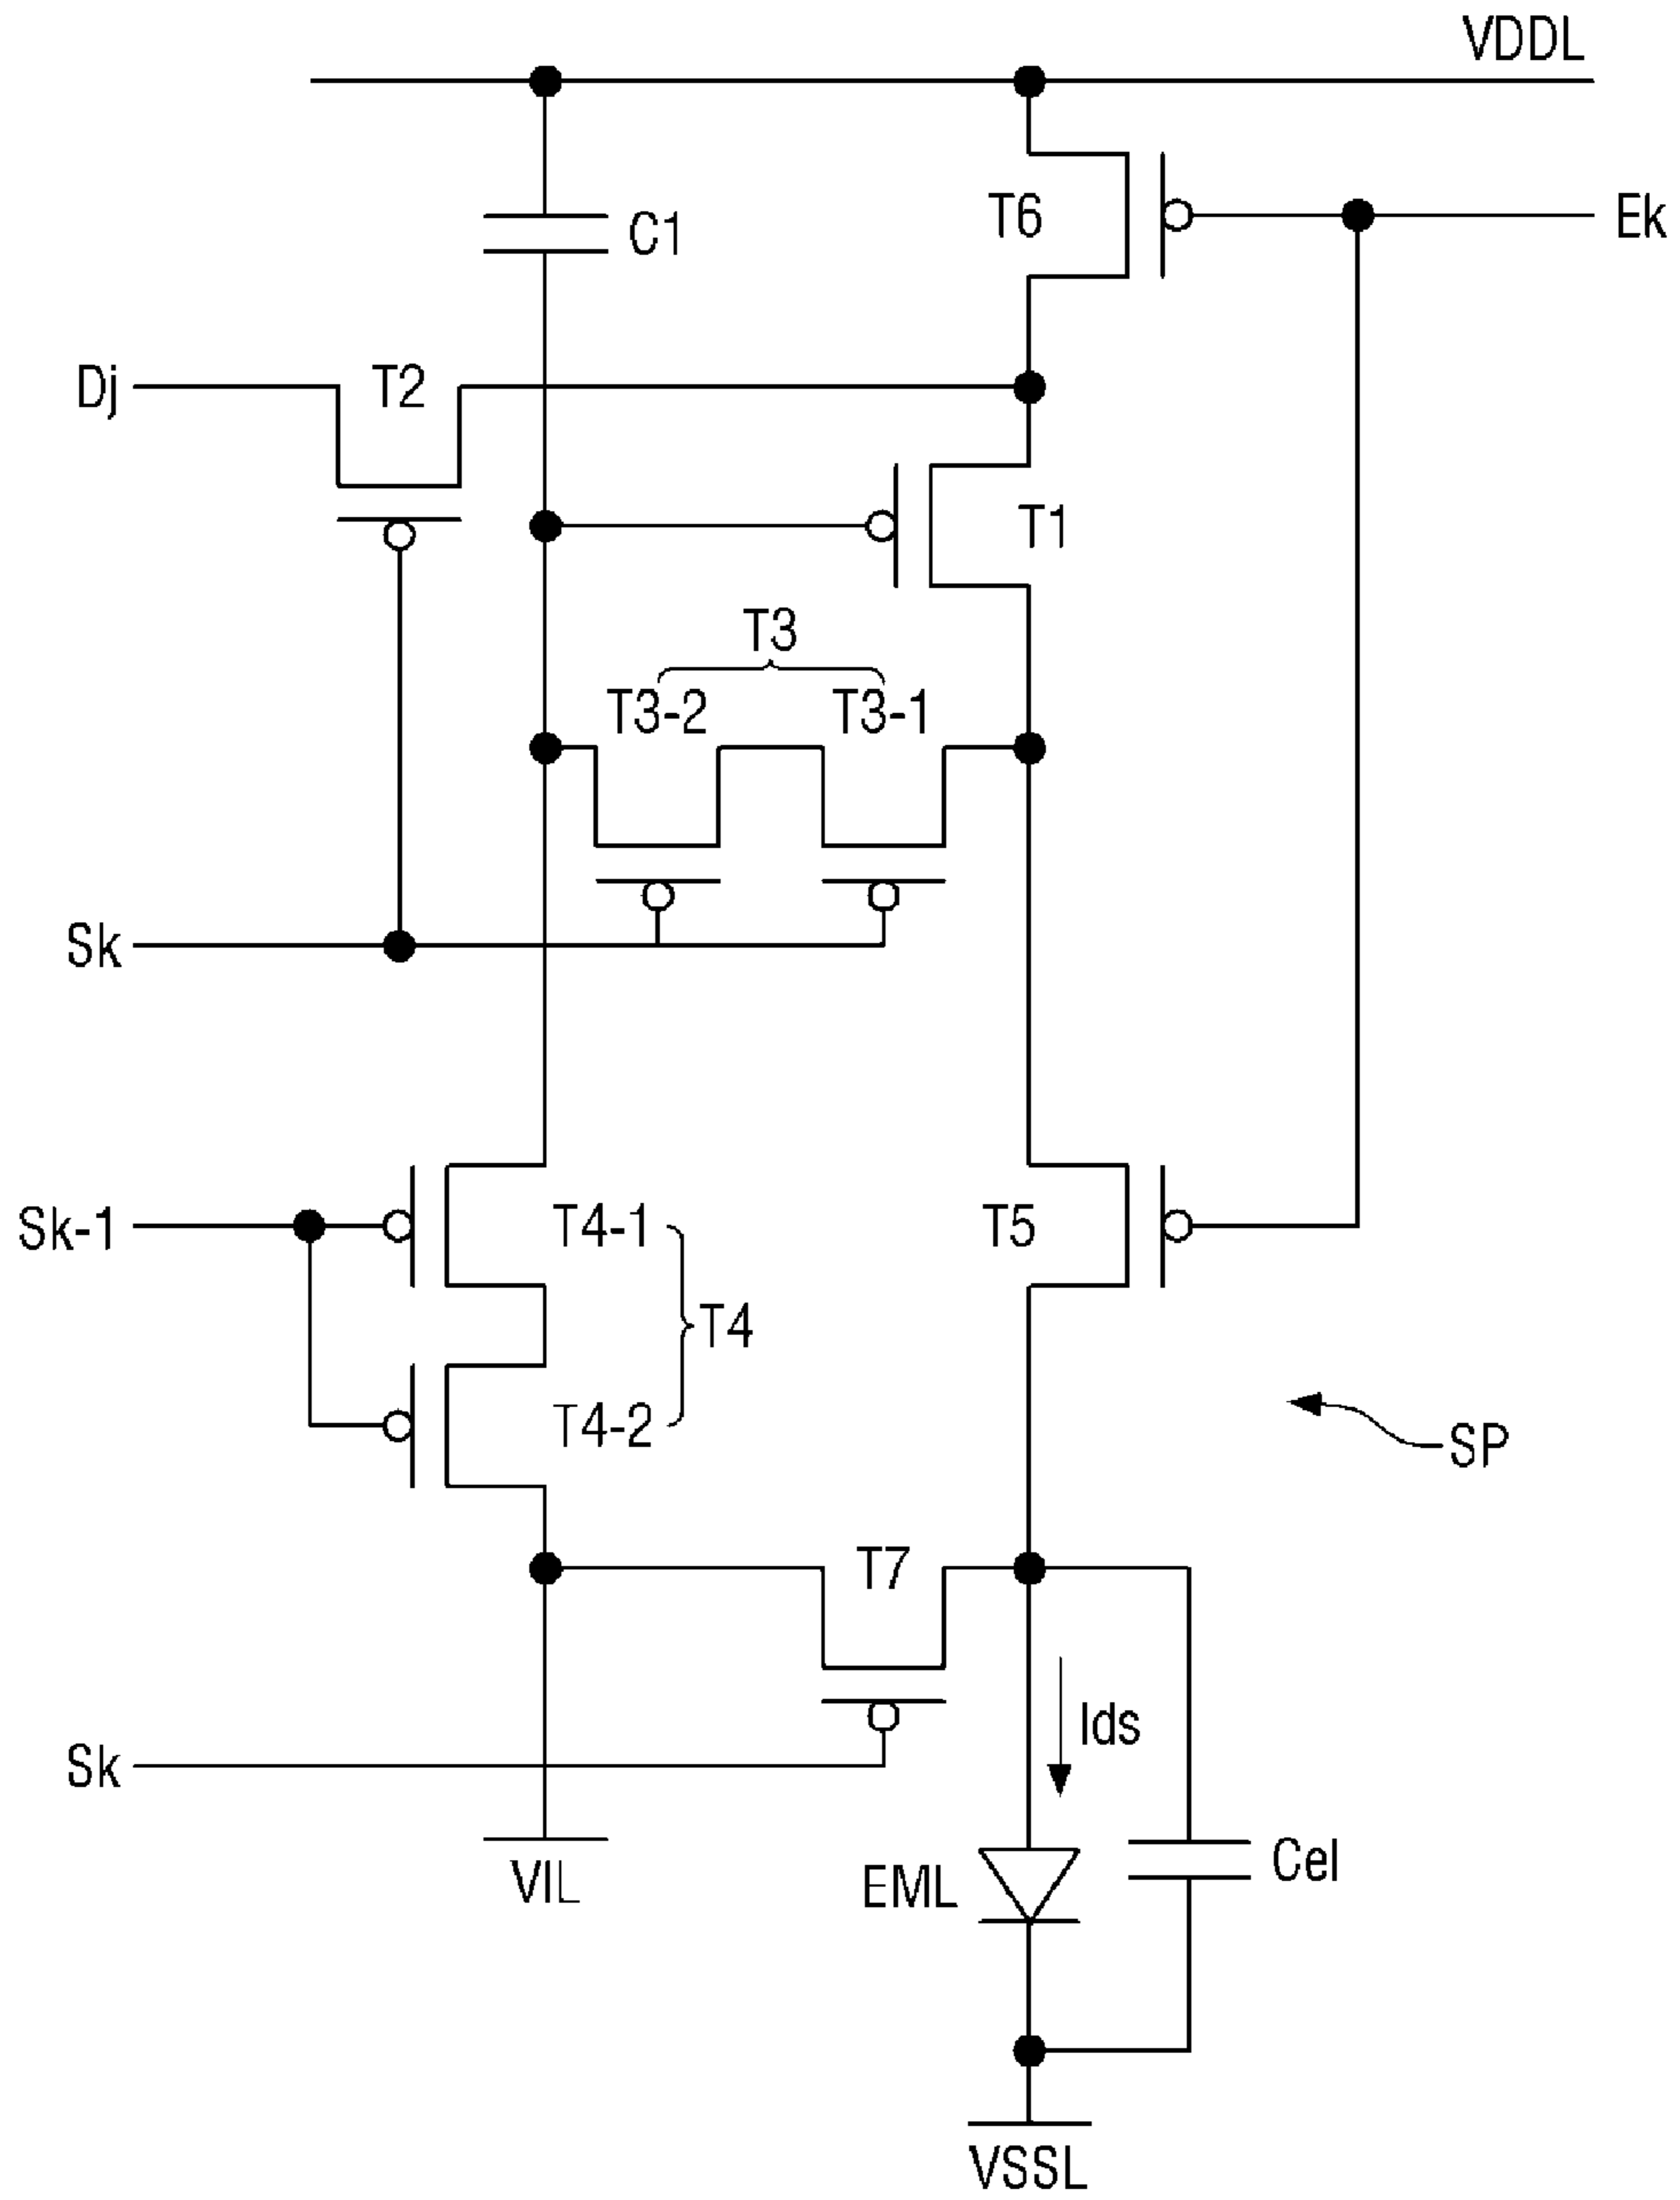 VDDL
T6
Ek
C1
Dj
T2
T1
T3
T3-2
T3-1
Sk
Sk-1
T4-1
T5
T4
T4-2
SP
T7
Ids
Sk
EML
Cel
VIL
VSSL